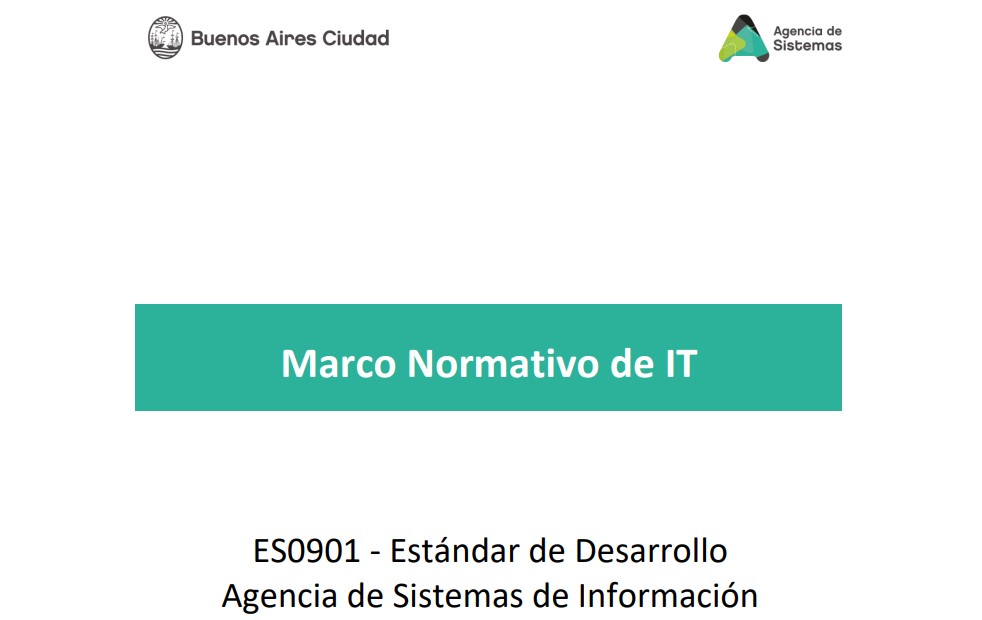 Buenos Aires Ciudad
Agencia de
Sistemas
Marco Normativo de IT
ES0901 - Estándar de Desarrollo
Agencia de Sistemas de Información